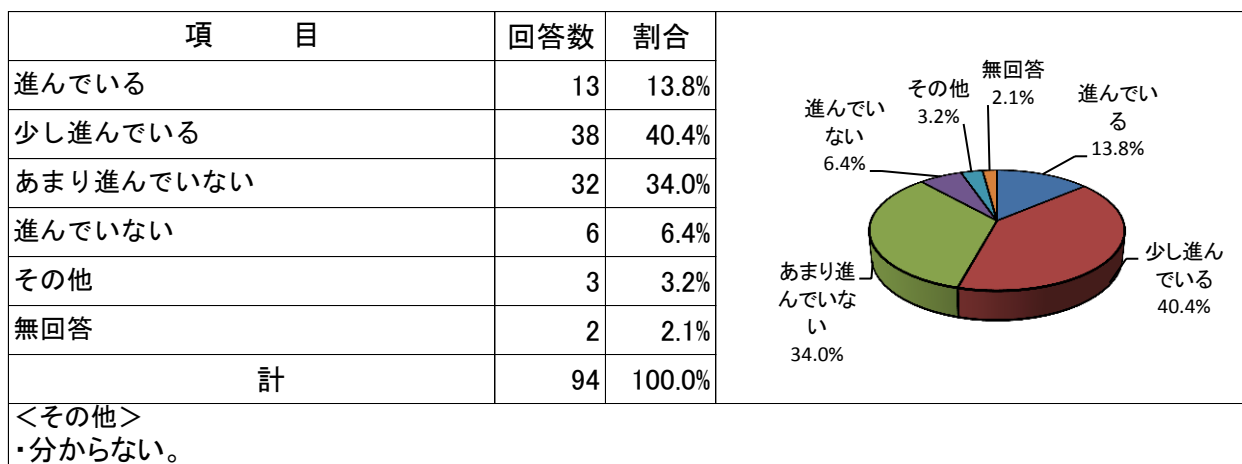 項　目 回答数 割合
進んでいる 13 13.8%
少し進んでいる 38 40.4%
あまり進んでいない 32 34.0%
進んでいない 6 6.4%
その他 3 3.2%
無回答 2 2.1%
計 94 100.0%
＜その他＞
・分からない。
進んでい
る
13.8%
少し進ん
でいる
40.4%
あまり進
んでいな
い
34.0%
進んでい
ない
6.4%
その他
3.2%
無回答
2.1%